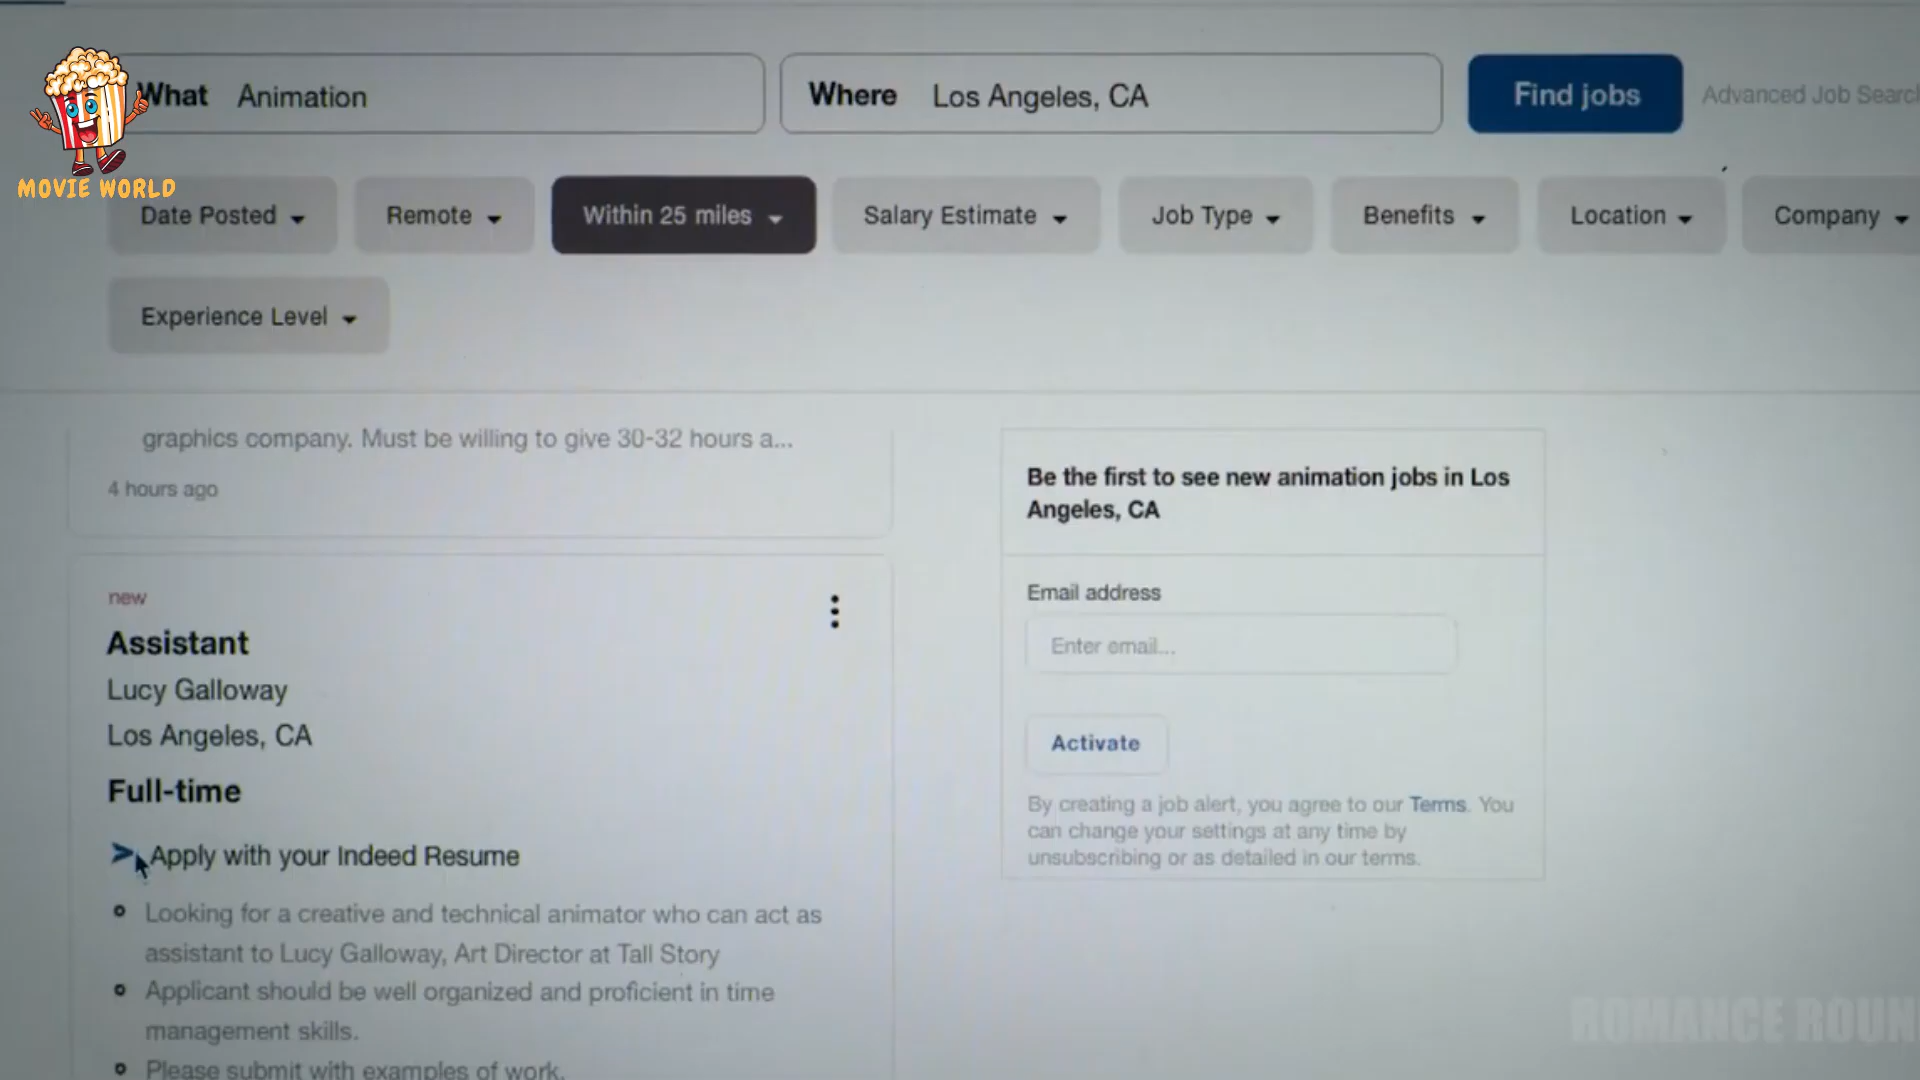 What Animation
Where Los Angeles, CA
Find jobs
Advanced Job Search
MOVIE WORLD
Date Posted
Remote
Within 25 miles
Salary Estimate
Job Type
Benefits
Location
Company
Experience Level
graphics company. Must be willing to give 30-32 hours a...
4 hours ago
new
Assistant
Lucy Galloway
Los Angeles, CA
Full-time
Apply with your Indeed Resume
Looking for a creative and technical animator who can act as
assistant to Lucy Galloway, Art Director at Tall Story
Applicant should be well organized and proficient in time
management skills.
Please submit with examples of work.
Be the first to see new animation jobs in Los
Angeles, CA
Email address
Enter email...
Activate
By creating a job alert, you agree to our Terms. You
can change your settings at any time by
unsubscribing or as detailed in our terms.
ROMANCE ROUN